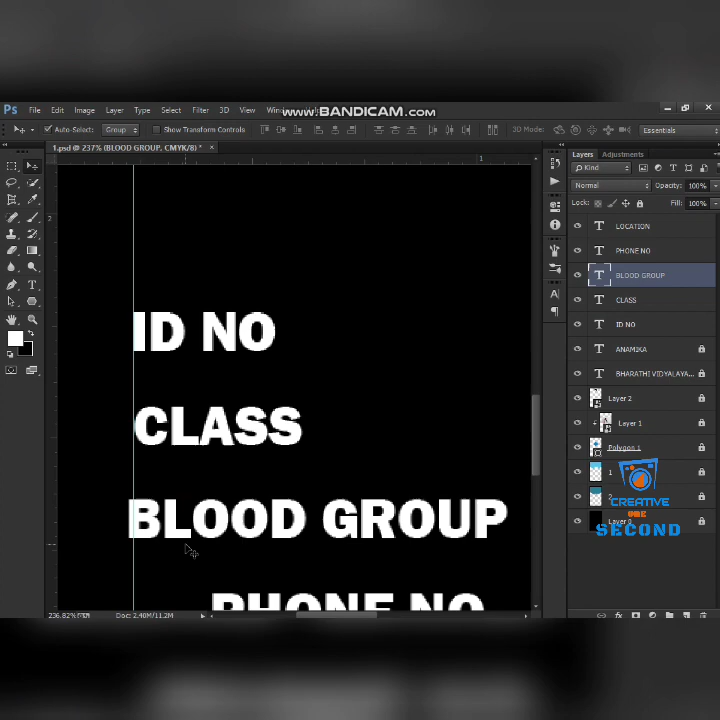 www.BANDICAM.com
Ps File Edit Image Layer Type Select Filter 3D View
Auto-Select: Group Show Transform Controls 3D Mode: Essentials
1.psd @ 237% (BLOOD GROUP, CMYK/8) *
Layers Adjustments
Kind
Normal Opacity: 100%
Lock: Fill: 100%
LOCATION
PHONE NO
BLOOD GROUP
CLASS
ID NO
ANAMIKA
BHARATHI VIDYALAYA...
Layer 2
Layer 1
Polygon 1
1
2
CREATIVE
ONE
SECOND
ID NO
CLASS
BLOOD GROUP
PHONE NO
236.82% Doc: 2.40M/11.2M